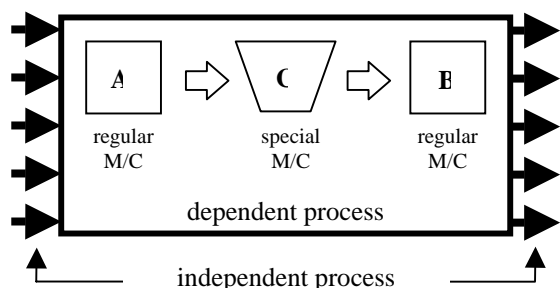 A C B
regular special regular
M/C M/C M/C
dependent process
independent process